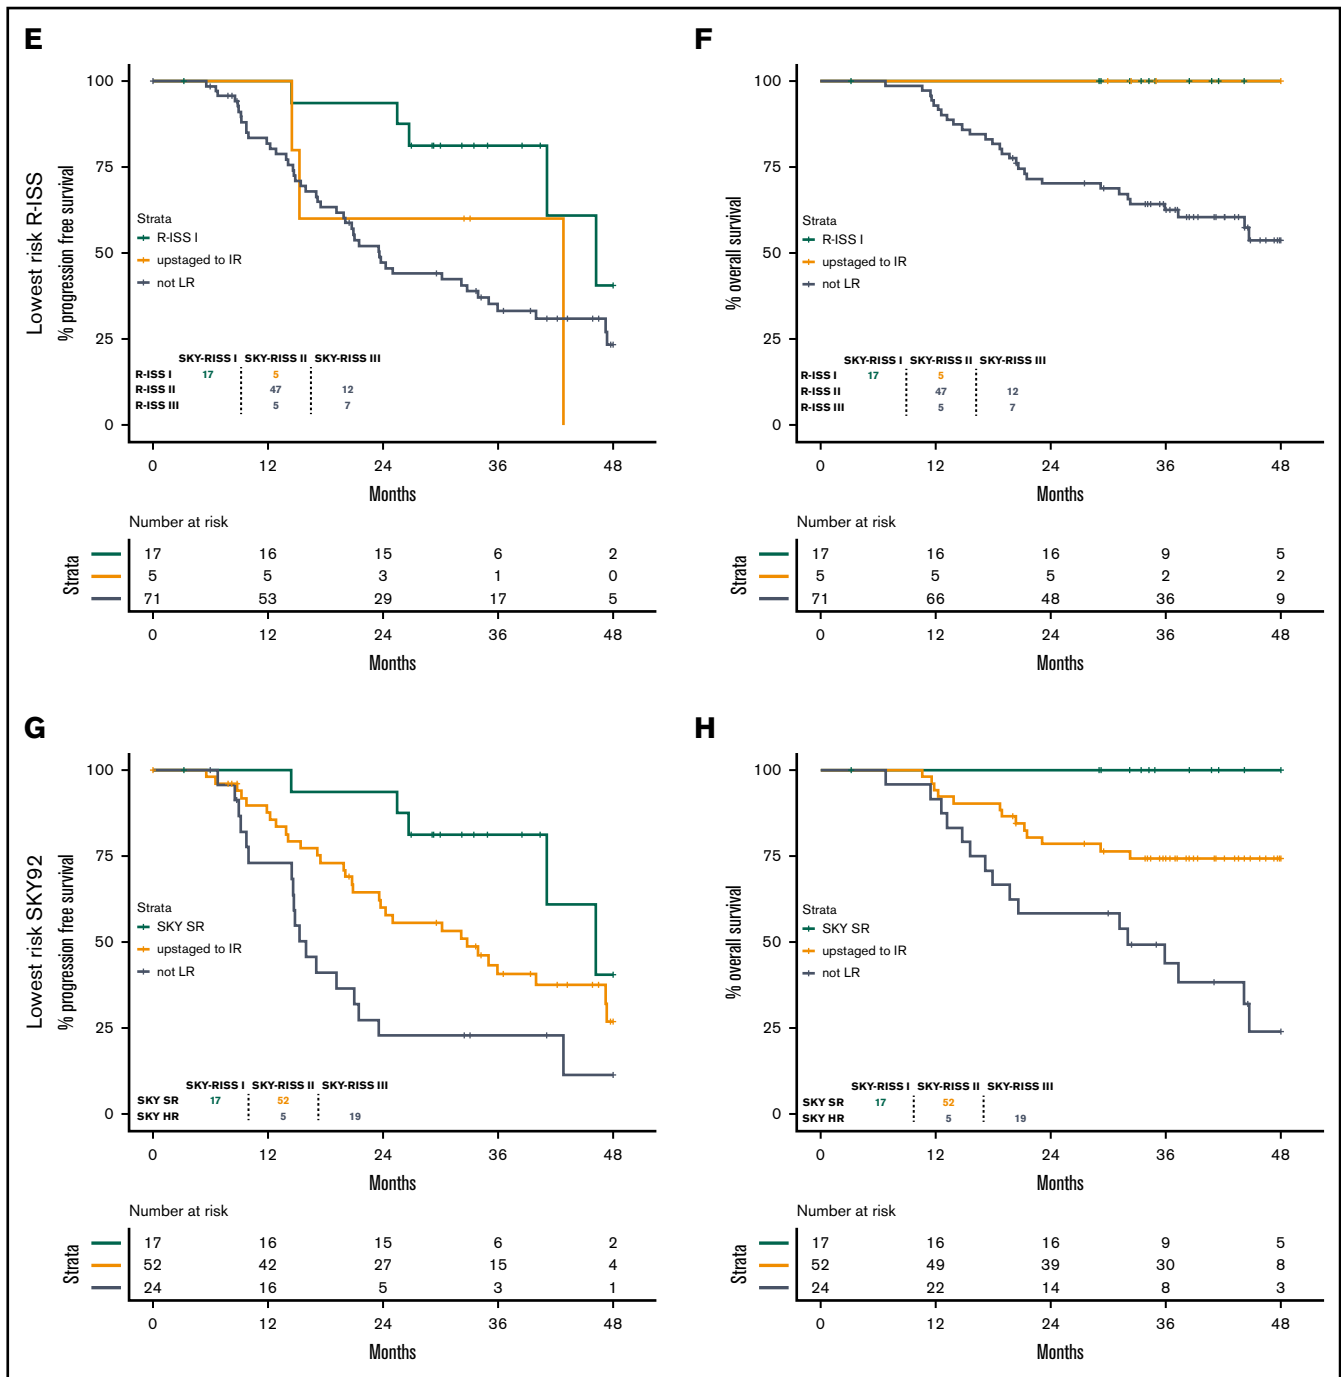 E
Lowest risk R-ISS
% progression free survival
100
75
50
25
0
Strata
R-ISS I
upstaged to IR
not LR
SKY-RISS I SKY-RISS II SKY-RISS III
R-ISS I 17 5
R-ISS II 47 12
R-ISS III 5 7
0 12 24 36 48
Months
Number at risk
Strata
17 16 15 6 2
5 5 3 1 0
71 53 29 17 5
0 12 24 36 48
Months
F
% overall survival
100
75
50
25
0
Strata
R-ISS I
upstaged to IR
not LR
SKY-RISS I SKY-RISS II SKY-RISS III
R-ISS I 17 5
R-ISS II 47 12
R-ISS III 5 7
0 12 24 36 48
Months
Number at risk
Strata
17 16 16 9 5
5 5 5 2 2
71 66 48 36 9
0 12 24 36 48
Months
G
Lowest risk SKY92
% progression free survival
100
75
50
25
0
Strata
SKY SR
upstaged to IR
not LR
SKY-RISS I SKY-RISS II SKY-RISS III
SKY SR 17 52
SKY HR 5 19
0 12 24 36 48
Months
Number at risk
Strata
17 16 15 6 2
52 42 27 15 4
24 16 5 3 1
0 12 24 36 48
Months
H
% overall survival
100
75
50
25
0
Strata
SKY SR
upstaged to IR
not LR
SKY-RISS I SKY-RISS II SKY-RISS III
SKY SR 17 52
SKY HR 5 19
0 12 24 36 48
Months
Number at risk
Strata
17 16 16 9 5
52 49 39 30 8
24 22 14 8 3
0 12 24 36 48
Months